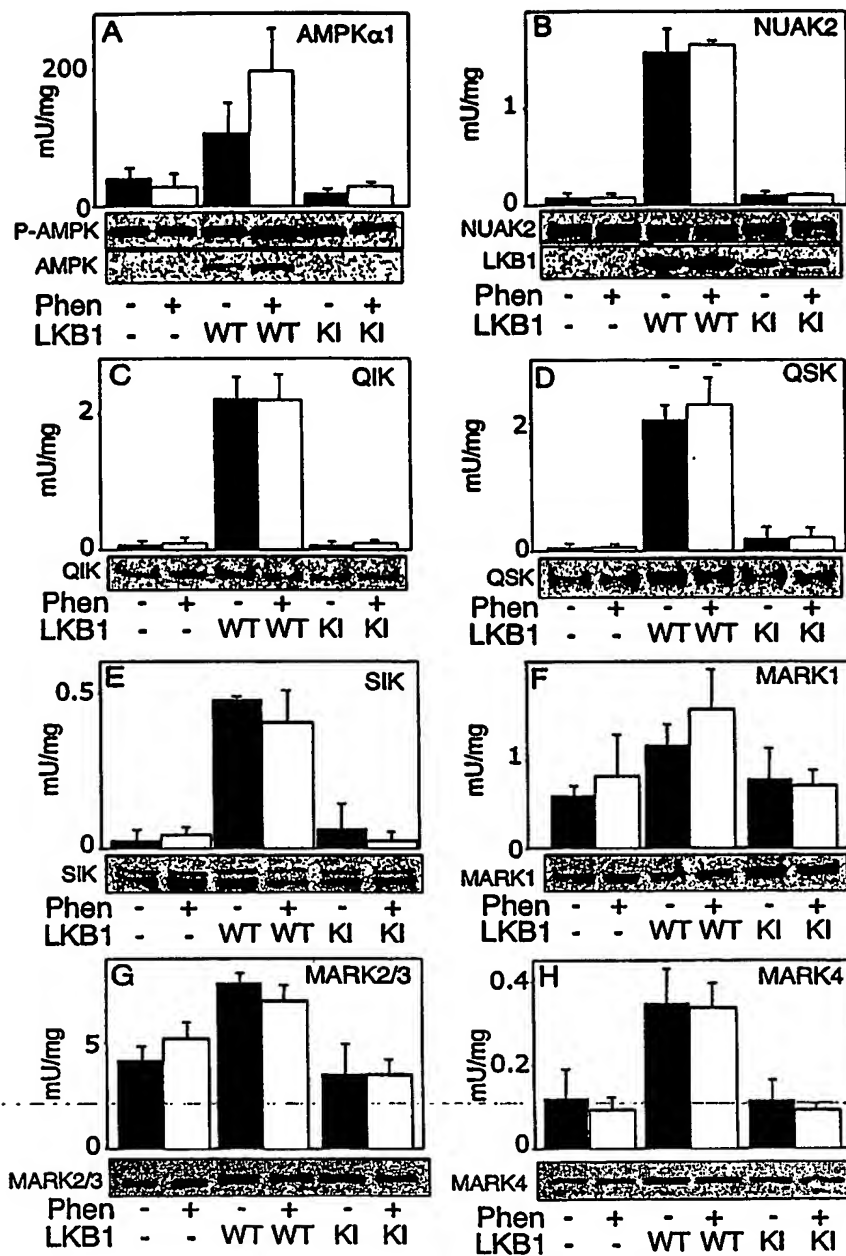 A AMPKα1
200
mU/mg
0
P-AMPK
AMPK
Phen - + - + - +
LKB1 - - WT WT KI KI
B NUAK2
1
mU/mg
0
NUAK2
LKB1
Phen - + - + - +
LKB1 - - WT WT KI KI
C QIK
2
mU/mg
0
QIK
Phen - + - + - +
LKB1 - - WT WT KI KI
D QSK
2
mU/mg
0
QSK
Phen - + - + - +
LKB1 - - WT WT KI KI
E SIK
0.5
mU/mg
0
SIK
Phen - + - + - +
LKB1 - - WT WT KI KI
F MARK1
1
mU/mg
0
MARK1
Phen - + - + - +
LKB1 - - WT WT KI KI
G MARK2/3
5
mU/mg
0
MARK2/3
Phen - + - + - +
LKB1 - - WT WT KI KI
H MARK4
0.4
0.2
mU/mg
0
MARK4
Phen - + - + - +
LKB1 - - WT WT KI KI